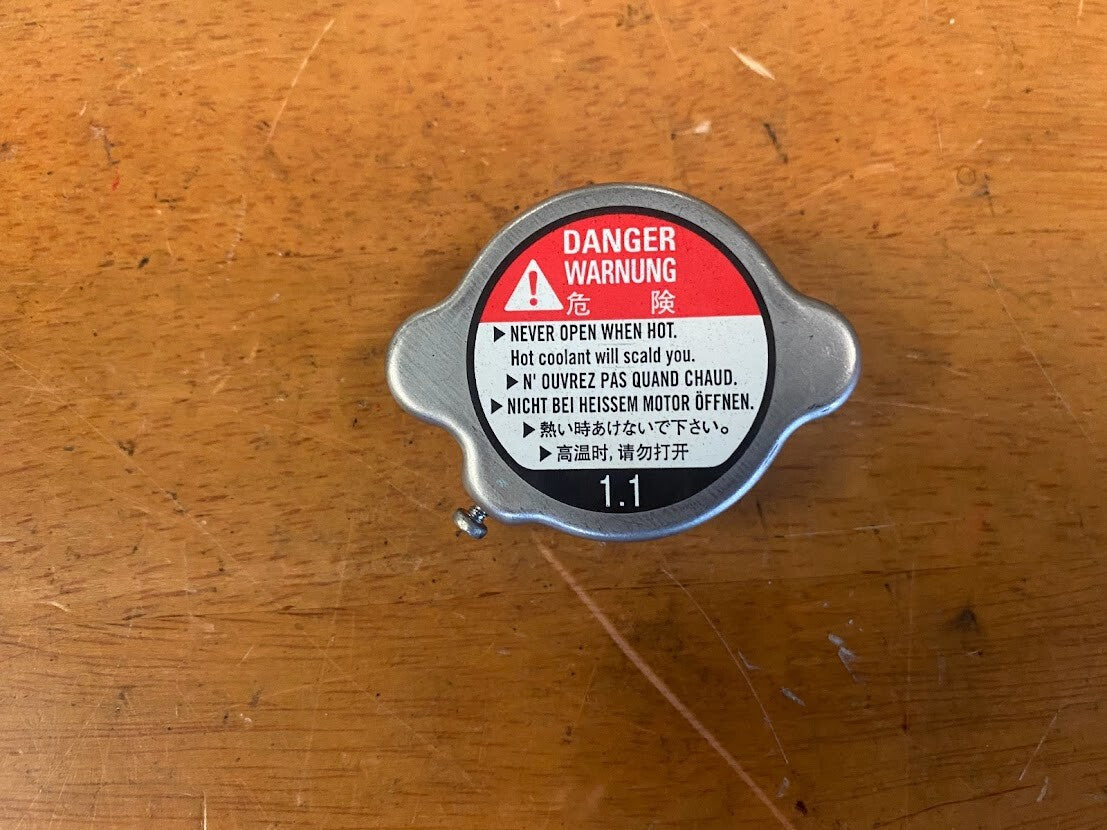 DANGER
WARNUNG
危 険
▶ NEVER OPEN WHEN HOT.
Hot coolant will scald you.
▶ N' OUVREZ PAS QUAND CHAUD.
▶ NICHT BEI HEISSEM MOTOR ÖFFNEN.
▶ 熱い時あけないで下さい。
▶ 高温时, 请勿打开
1.1